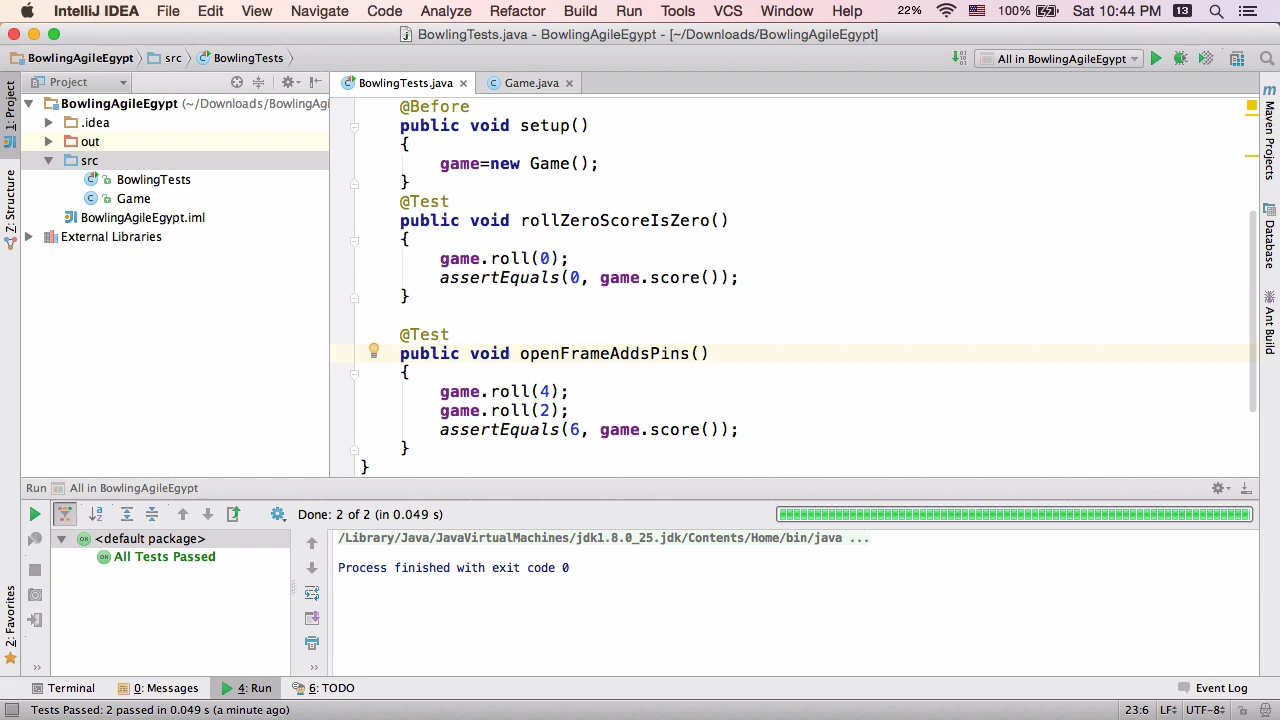 IntelliJ IDEA File Edit View Navigate Code Analyze Refactor Build Run Tools VCS Window Help 22% 100% Sat 10:44 PM 13
BowlingTests.java - BowlingAgileEgypt - [~/Downloads/BowlingAgileEgypt]
BowlingAgileEgypt src BowlingTests All in BowlingAgileEgypt
Project BowlingTests.java Game.java
BowlingAgileEgypt (~/Downloads/BowlingAgi
.idea
out
src
BowlingTests
Game
BowlingAgileEgypt.iml
External Libraries
1: Project
Z: Structure
2: Favorites
@Before
public void setup()
{
game=new Game();
}
@Test
public void rollZeroScoreIsZero()
{
game.roll(0);
assertEquals(0, game.score());
}
@Test
public void openFrameAddsPins()
{
game.roll(4);
game.roll(2);
assertEquals(6, game.score());
}
}
Maven Projects
Database
Ant Build
Run All in BowlingAgileEgypt
Done: 2 of 2 (in 0.049 s)
<default package>
All Tests Passed
/Library/Java/JavaVirtualMachines/jdk1.8.0_25.jdk/Contents/Home/bin/java ...
Process finished with exit code 0
Terminal 0: Messages 4: Run 6: TODO Event Log
Tests Passed: 2 passed in 0.049 s (a minute ago) 23:6 LF UTF-8